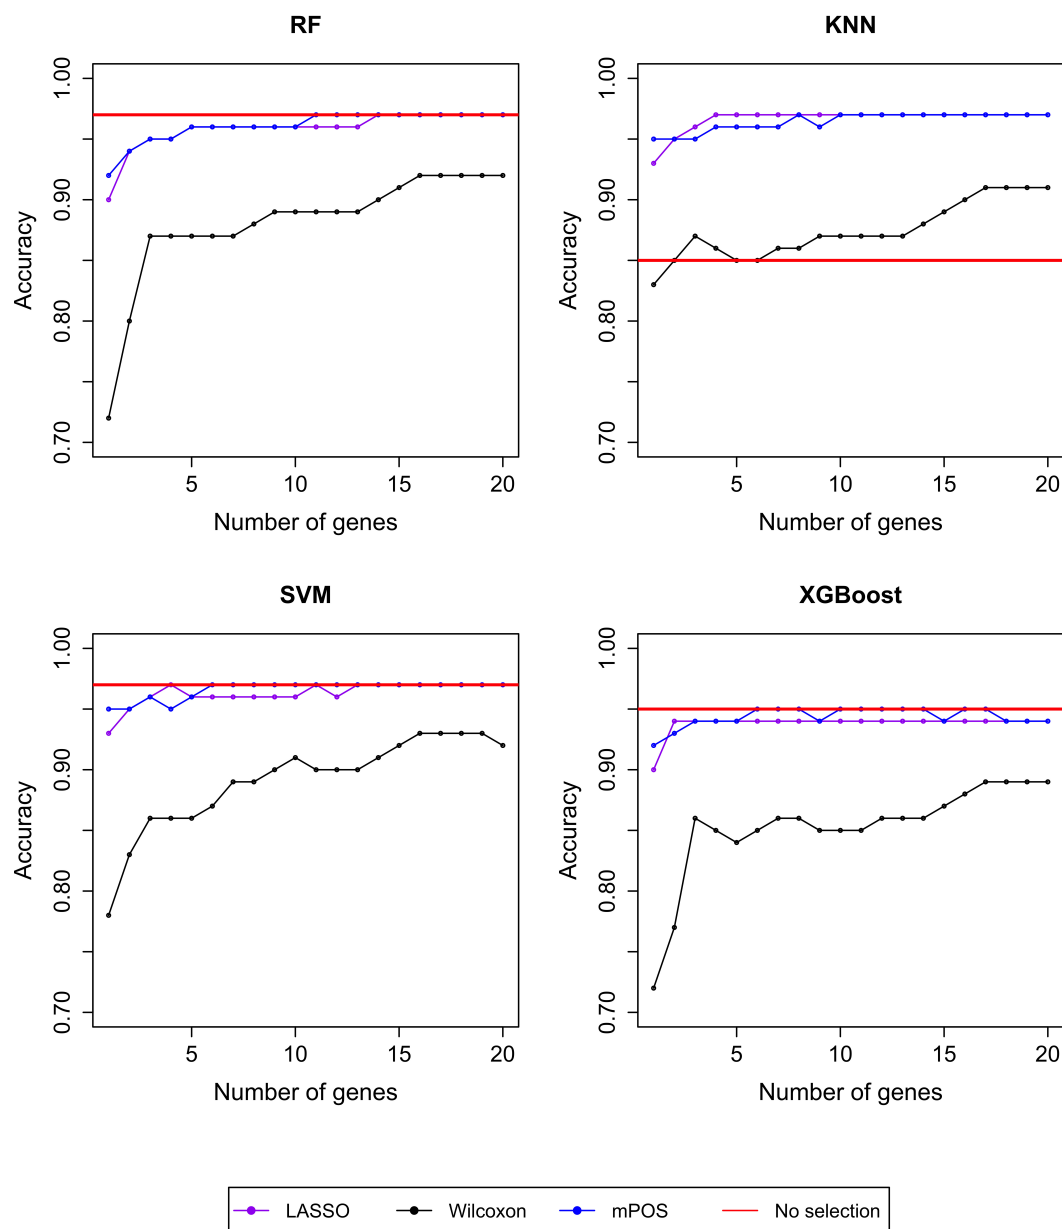 RF
KNN
1.00
0.90
0.80
0.70
Accuracy
5 10 15 20
Number of genes
1.00
0.90
0.80
0.70
Accuracy
5 10 15 20
Number of genes
SVM
XGBoost
1.00
0.90
0.80
0.70
Accuracy
5 10 15 20
Number of genes
1.00
0.90
0.80
0.70
Accuracy
5 10 15 20
Number of genes
LASSO Wilcoxon mPOS No selection